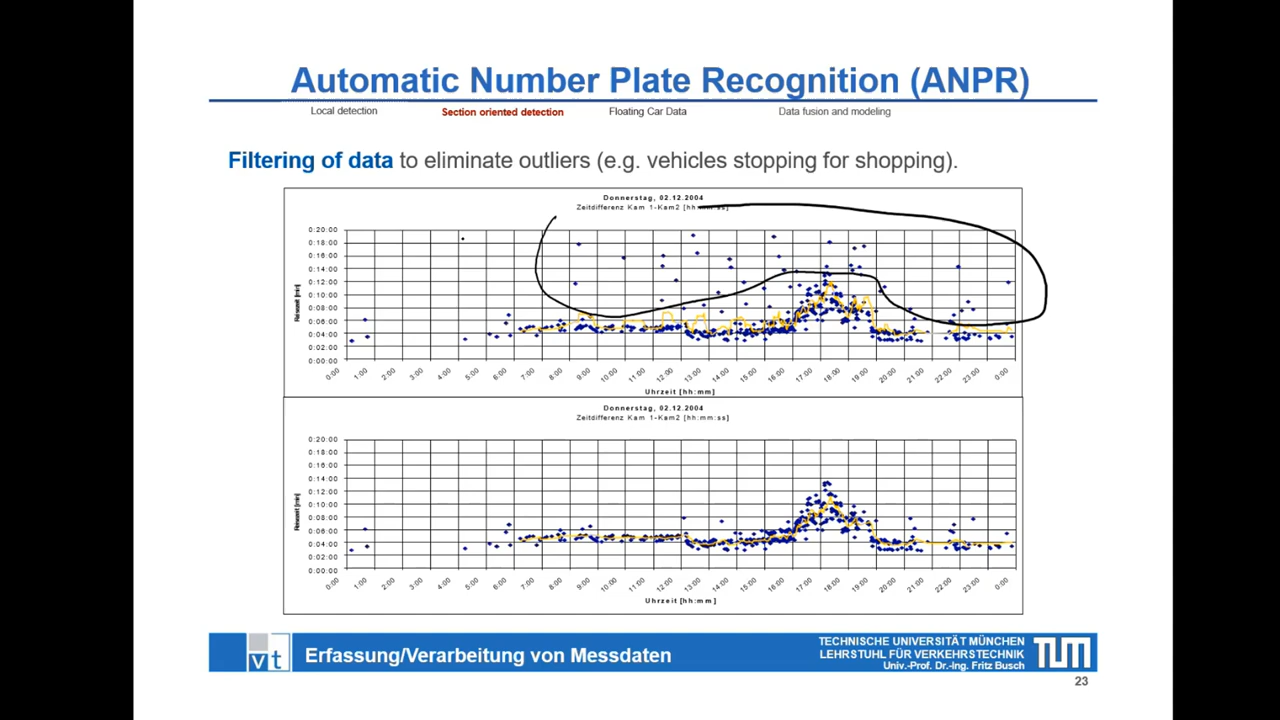 Automatic Number Plate Recognition (ANPR)
Local detection Section oriented detection Floating Car Data Data fusion and modeling
Filtering of data to eliminate outliers (e.g. vehicles stopping for shopping).
Donnerstag, 02.12.2004
Zeitdifferenz Kam 1-Kam2 [hh:mm:ss]
0:20:00
0:18:00
0:16:00
0:14:00
0:12:00
0:10:00
0:08:00
0:06:00
0:04:00
0:02:00
0:00:00
Reisezeit [min]
0:00 1:00 2:00 3:00 4:00 5:00 6:00 7:00 8:00 9:00 10:00 11:00 12:00 13:00 14:00 15:00 16:00 17:00 18:00 19:00 20:00 21:00 22:00 23:00 0:00
Uhrzeit [hh:mm]
Donnerstag, 02.12.2004
Zeitdifferenz Kam 1-Kam2 [hh:mm:ss]
0:20:00
0:18:00
0:16:00
0:14:00
0:12:00
0:10:00
0:08:00
0:06:00
0:04:00
0:02:00
0:00:00
Reisezeit [min]
0:00 1:00 2:00 3:00 4:00 5:00 6:00 7:00 8:00 9:00 10:00 11:00 12:00 13:00 14:00 15:00 16:00 17:00 18:00 19:00 20:00 21:00 22:00 23:00 0:00
Uhrzeit [hh:mm]
vt
Erfassung/Verarbeitung von Messdaten
TECHNISCHE UNIVERSITÄT MÜNCHEN
LEHRSTUHL FÜR VERKEHRSTECHNIK
Univ.-Prof. Dr.-Ing. Fritz Busch
TUM
23